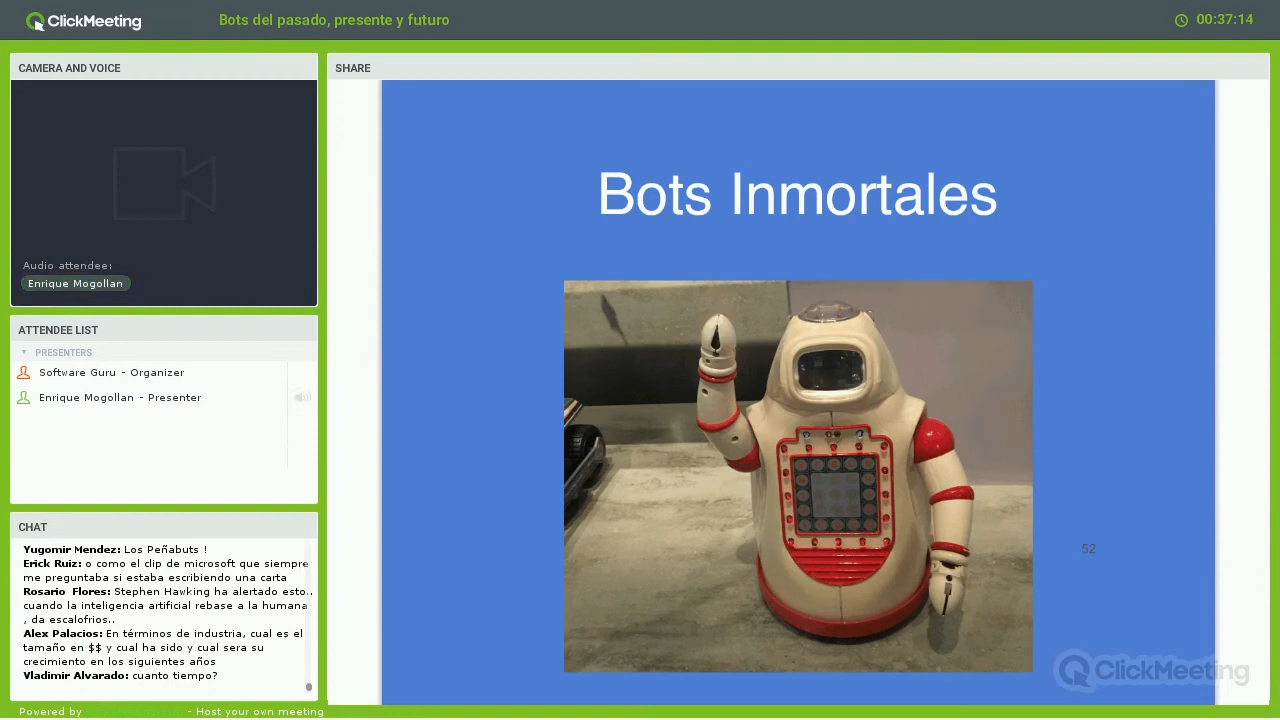 ClickMeeting
Bots del pasado, presente y futuro
00:37:14
CAMERA AND VOICE
Audio attendee:
Enrique Mogollan
ATTENDEE LIST
PRESENTERS
Software Guru - Organizer
Enrique Mogollan - Presenter
CHAT
Yugomir Mendez: Los Peñabuts !
Erick Ruiz: o como el clip de microsoft que siempre
me preguntaba si estaba escribiendo una carta
Rosario Flores: Stephen Hawking ha alertado esto..
cuando la inteligencia artificial rebase a la humana
, da escalofrios..
Alex Palacios: En términos de industria, cual es el
tamaño en $$ y cual ha sido y cual sera su
crecimiento en los siguientes años
Vladimir Alvarado: cuanto tiempo?
Powered by - Host your own meeting
SHARE
Bots Inmortales
52
ClickMeeting